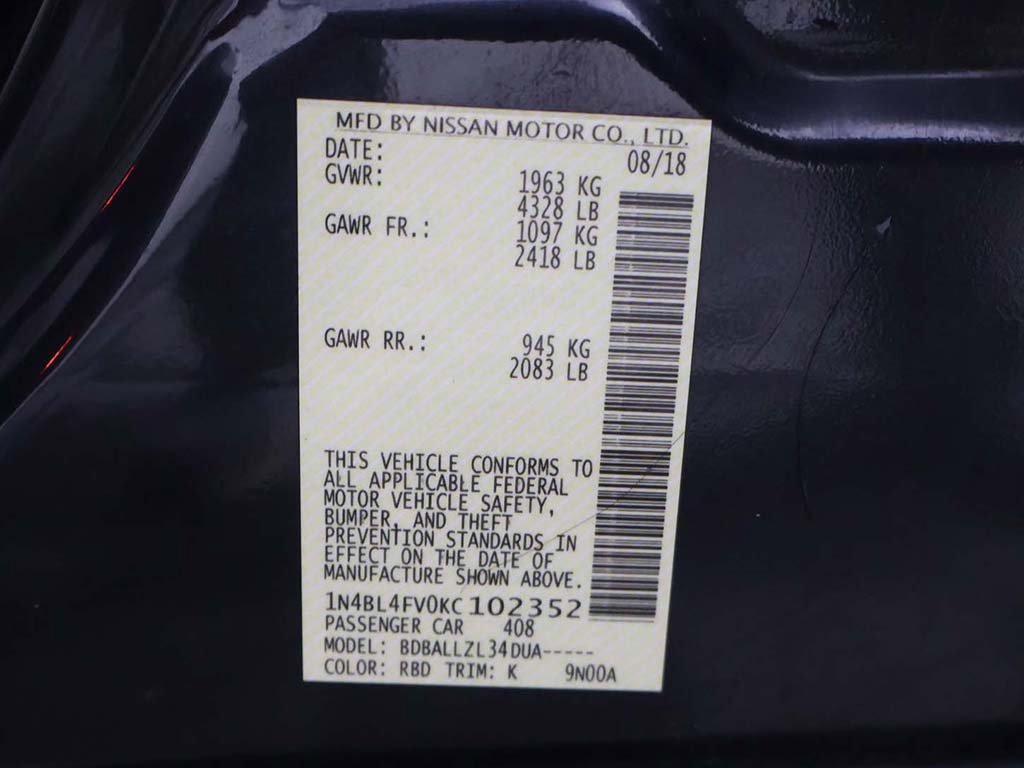 MFD BY NISSAN MOTOR CO., LTD.
DATE: 08/18
GVWR: 1963 KG
4328 LB
GAWR FR.: 1097 KG
2418 LB
GAWR RR.: 945 KG
2083 LB
THIS VEHICLE CONFORMS TO
ALL APPLICABLE FEDERAL
MOTOR VEHICLE SAFETY,
BUMPER, AND THEFT
PREVENTION STANDARDS IN
EFFECT ON THE DATE OF
MANUFACTURE SHOWN ABOVE.
1N4BL4FV0KC102352
PASSENGER CAR 408
MODEL: BDBALLZL34DUA-----
COLOR: RBD TRIM: K 9N00A